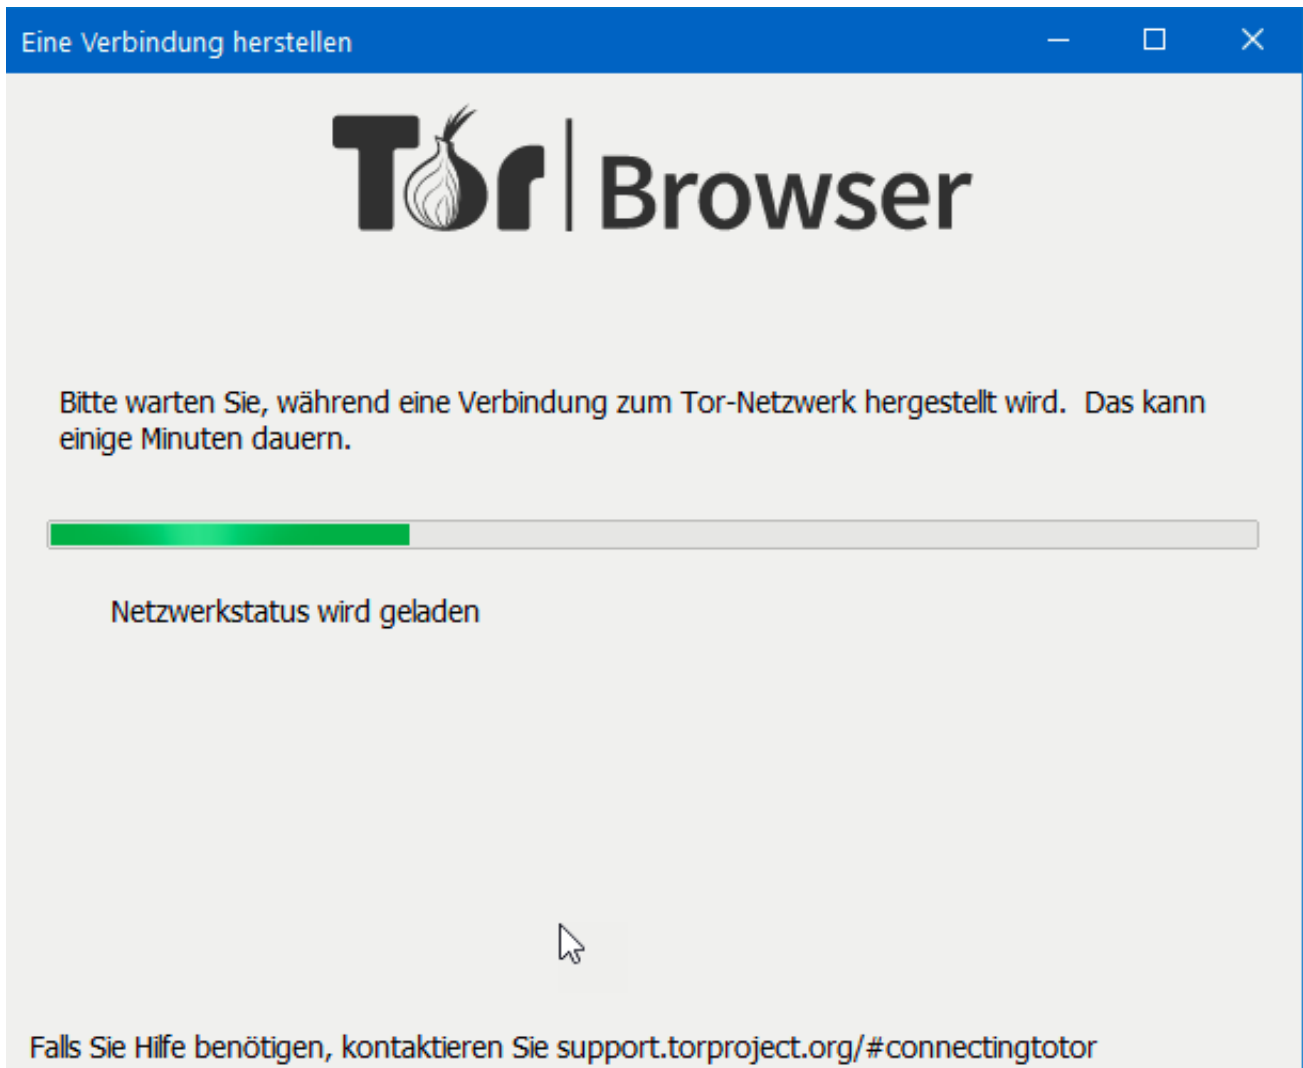 Eine Verbindung herstellen
Tor Browser
Bitte warten Sie, während eine Verbindung zum Tor-Netzwerk hergestellt wird.  Das kann
einige Minuten dauern.
Netzwerkstatus wird geladen
Falls Sie Hilfe benötigen, kontaktieren Sie support.torproject.org/#connectingtotor